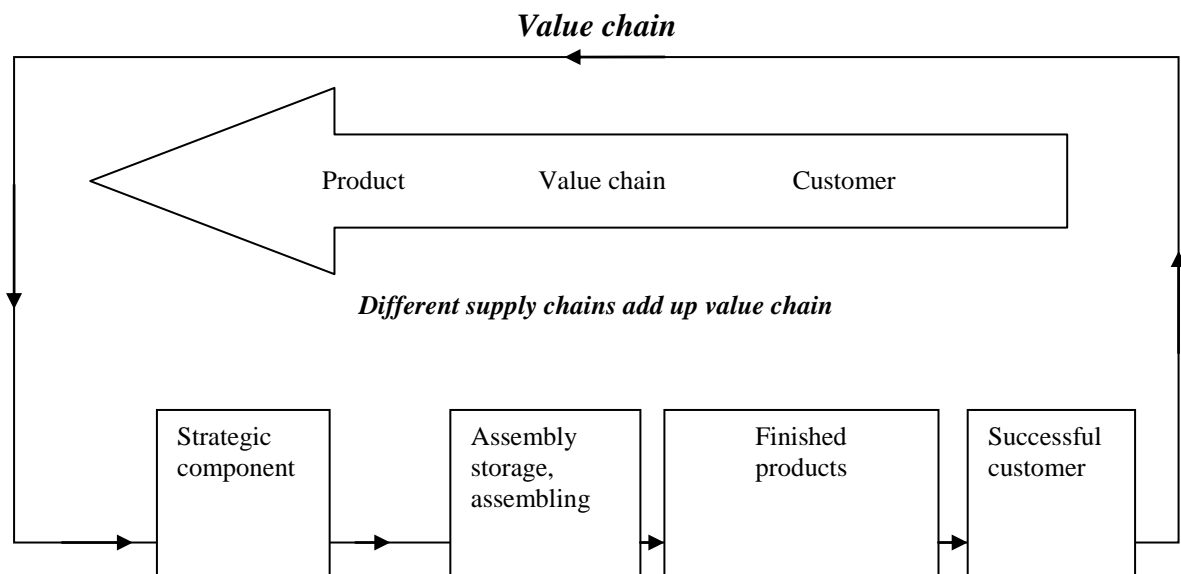 Value chain
Product Value chain Customer
Different supply chains add up value chain
Strategic
component
Assembly
storage,
assembling
Finished
products
Successful
customer